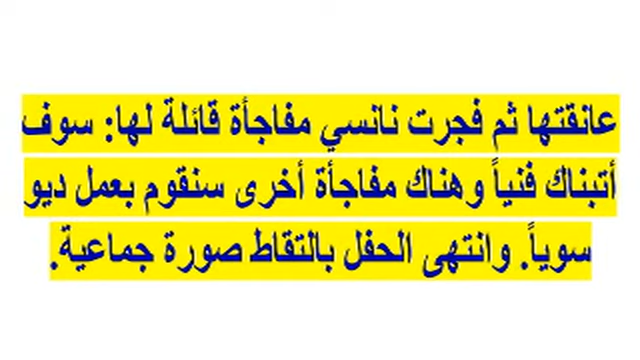 عانقتها ثم فجرت نانسي مفاجأة قائلة لها: سوف
أتبناك فنياً وهناك مفاجأة أخرى سنقوم بعمل ديو
سوياً. وانتهى الحفل بالتقاط صورة جماعية.